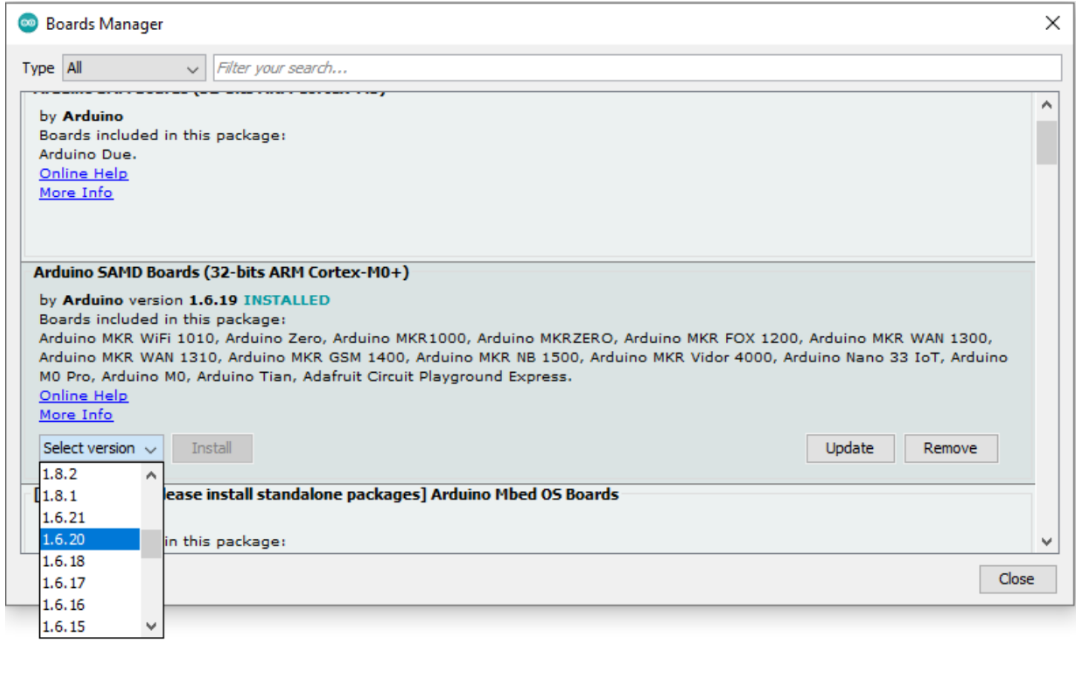 Boards Manager
Type All Filter your search...
by Arduino
Boards included in this package:
Arduino Due.
Online Help
More Info
Arduino SAMD Boards (32-bits ARM Cortex-M0+)
by Arduino version 1.6.19 INSTALLED
Boards included in this package:
Arduino MKR WiFi 1010, Arduino Zero, Arduino MKR1000, Arduino MKRZERO, Arduino MKR FOX 1200, Arduino MKR WAN 1300,
Arduino MKR WAN 1310, Arduino MKR GSM 1400, Arduino MKR NB 1500, Arduino MKR Vidor 4000, Arduino Nano 33 IoT, Arduino
M0 Pro, Arduino M0, Arduino Tian, Adafruit Circuit Playground Express.
Online Help
More Info
Select version Install Update Remove
1.8.2
1.8.1
install standalone packages] Arduino Mbed OS Boards
1.6.21
1.6.20
in this package:
1.6.18
1.6.17
Close
1.6.16
1.6.15